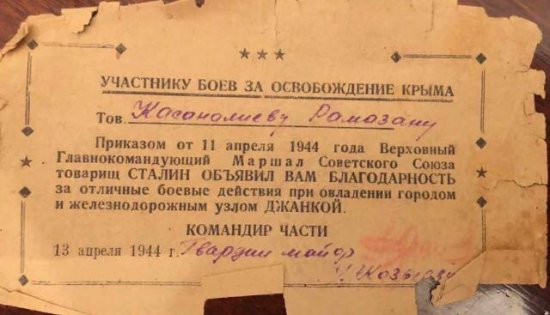 УЧАСТНИКУ БОЕВ ЗА ОСВОБОЖДЕНИЕ КРЫМА
Тов. Касаналиеву Рамазану
Приказом от 11 апреля 1944 года Верховный
Главнокомандующий Маршал Советского Союза
товарищ СТАЛИН ОБЪЯВИЛ ВАМ БЛАГОДАРНОСТЬ
за отличные боевые действия при овладении городом
и железнодорожным узлом ДЖАНКОЙ.
КОМАНДИР ЧАСТИ
13 апреля 1944 г. Гвардии майор